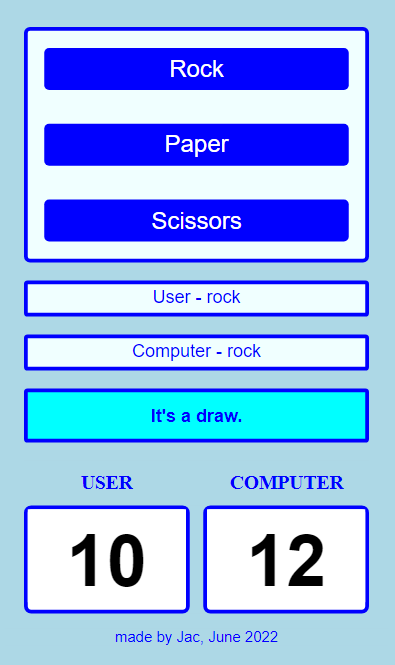 Rock
Paper
Scissors
User - rock
Computer - rock
It's a draw.
USER COMPUTER
10 12
made by Jac, June 2022